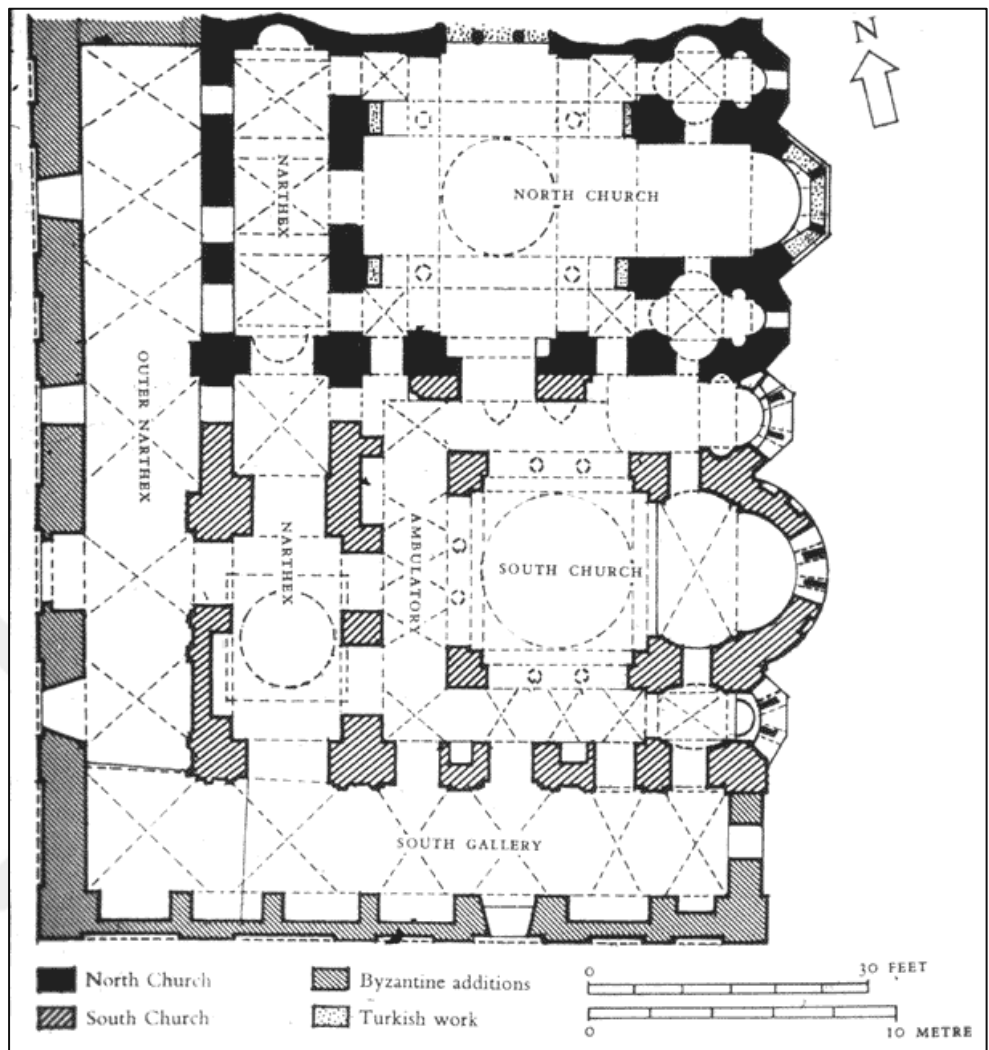 N
NORTH CHURCH
NARTHEX
OUTER NARTHEX
NARTHEX
AMBULATORY
SOUTH CHURCH
SOUTH GALLERY
North Church
South Church
Byzantine additions
Turkish work
0 30 FEET
0 10 METRE